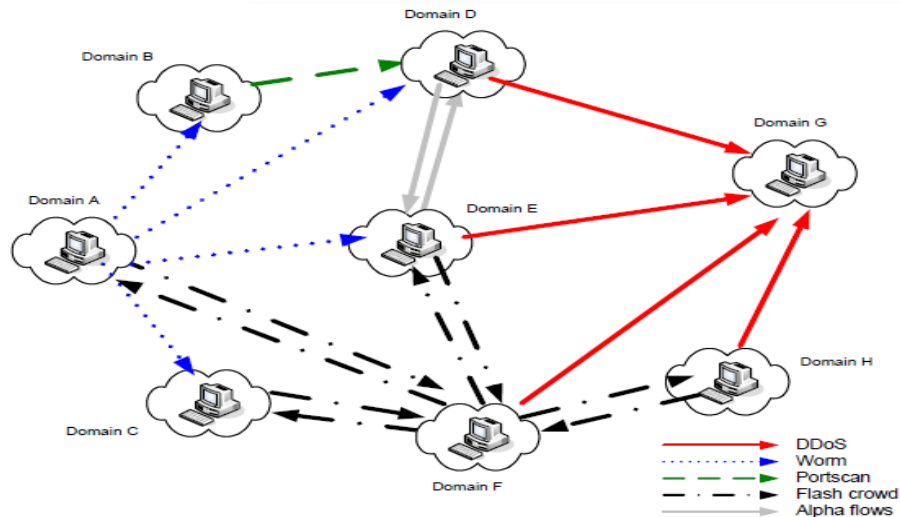 Domain D
Domain B
Domain G
Domain A
Domain E
Domain H
Domain C
Domain F
DDoS
Worm
Portscan
Flash crowd
Alpha flows